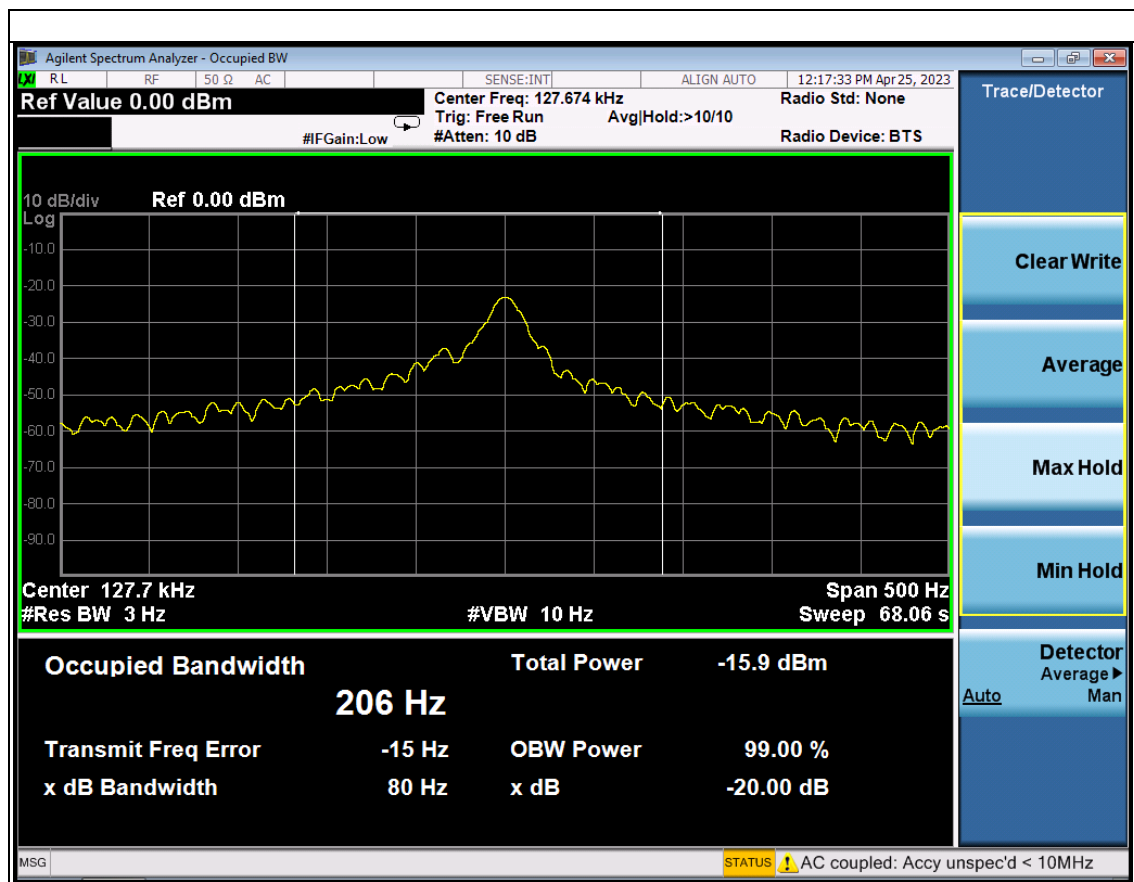 Agilent Spectrum Analyzer - Occupied BW
LXI RL RF 50 Ω AC SENSE:INT ALIGN AUTO 12:17:33 PM Apr 25, 2023
Ref Value 0.00 dBm Center Freq: 127.674 kHz Radio Std: None
Trig: Free Run Avg|Hold:>10/10
#IFGain:Low #Atten: 10 dB Radio Device: BTS
Trace/Detector
10 dB/div Ref 0.00 dBm
Log
-10.0
-20.0
-30.0
-40.0
-50.0
-60.0
-70.0
-80.0
-90.0
Center 127.7 kHz Span 500 Hz
#Res BW 3 Hz #VBW 10 Hz Sweep 68.06 s
Clear Write
Average
Max Hold
Min Hold
Detector
Average▶
Auto Man
Occupied Bandwidth Total Power -15.9 dBm
206 Hz
Transmit Freq Error -15 Hz OBW Power 99.00 %
x dB Bandwidth 80 Hz x dB -20.00 dB
MSG STATUS AC coupled: Accy unspec'd < 10MHz